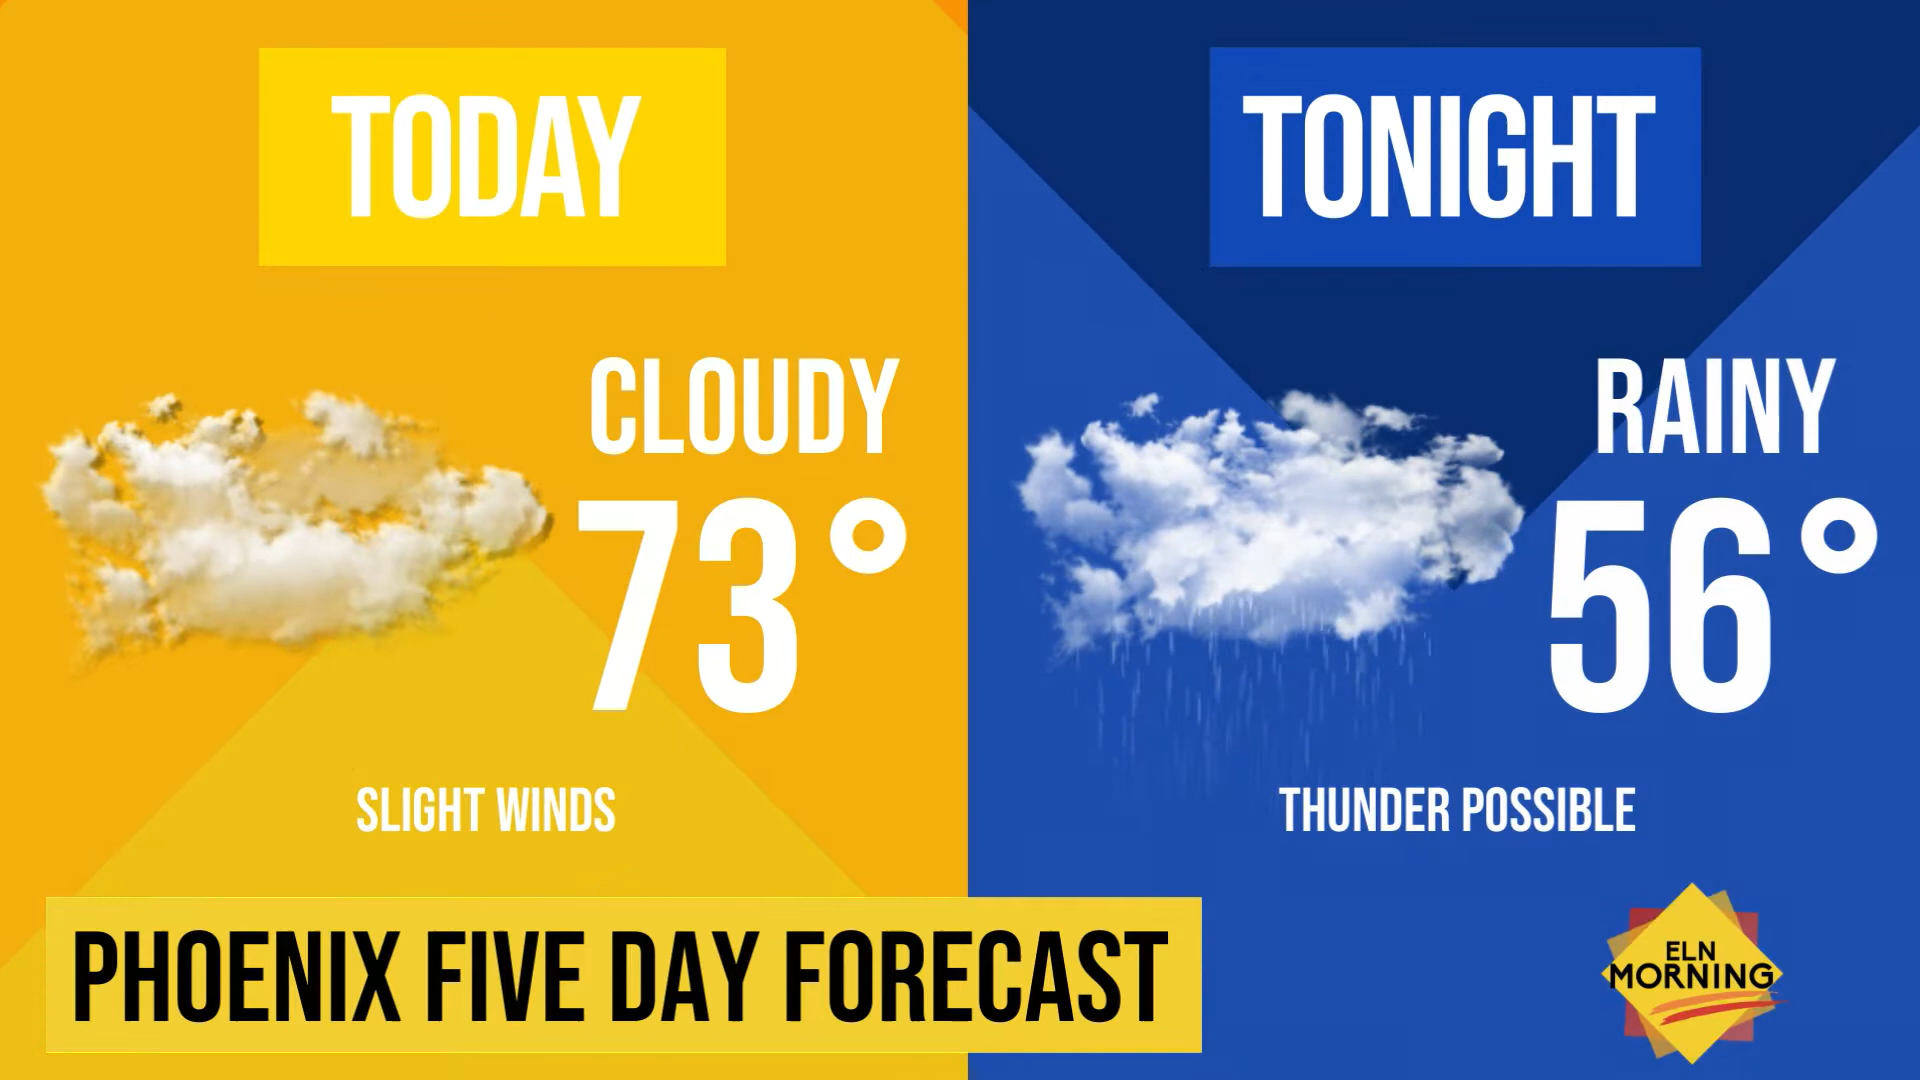 TODAY
CLOUDY
73°
SLIGHT WINDS
TONIGHT
RAINY
56°
THUNDER POSSIBLE
PHOENIX FIVE DAY FORECAST
ELN
MORNING